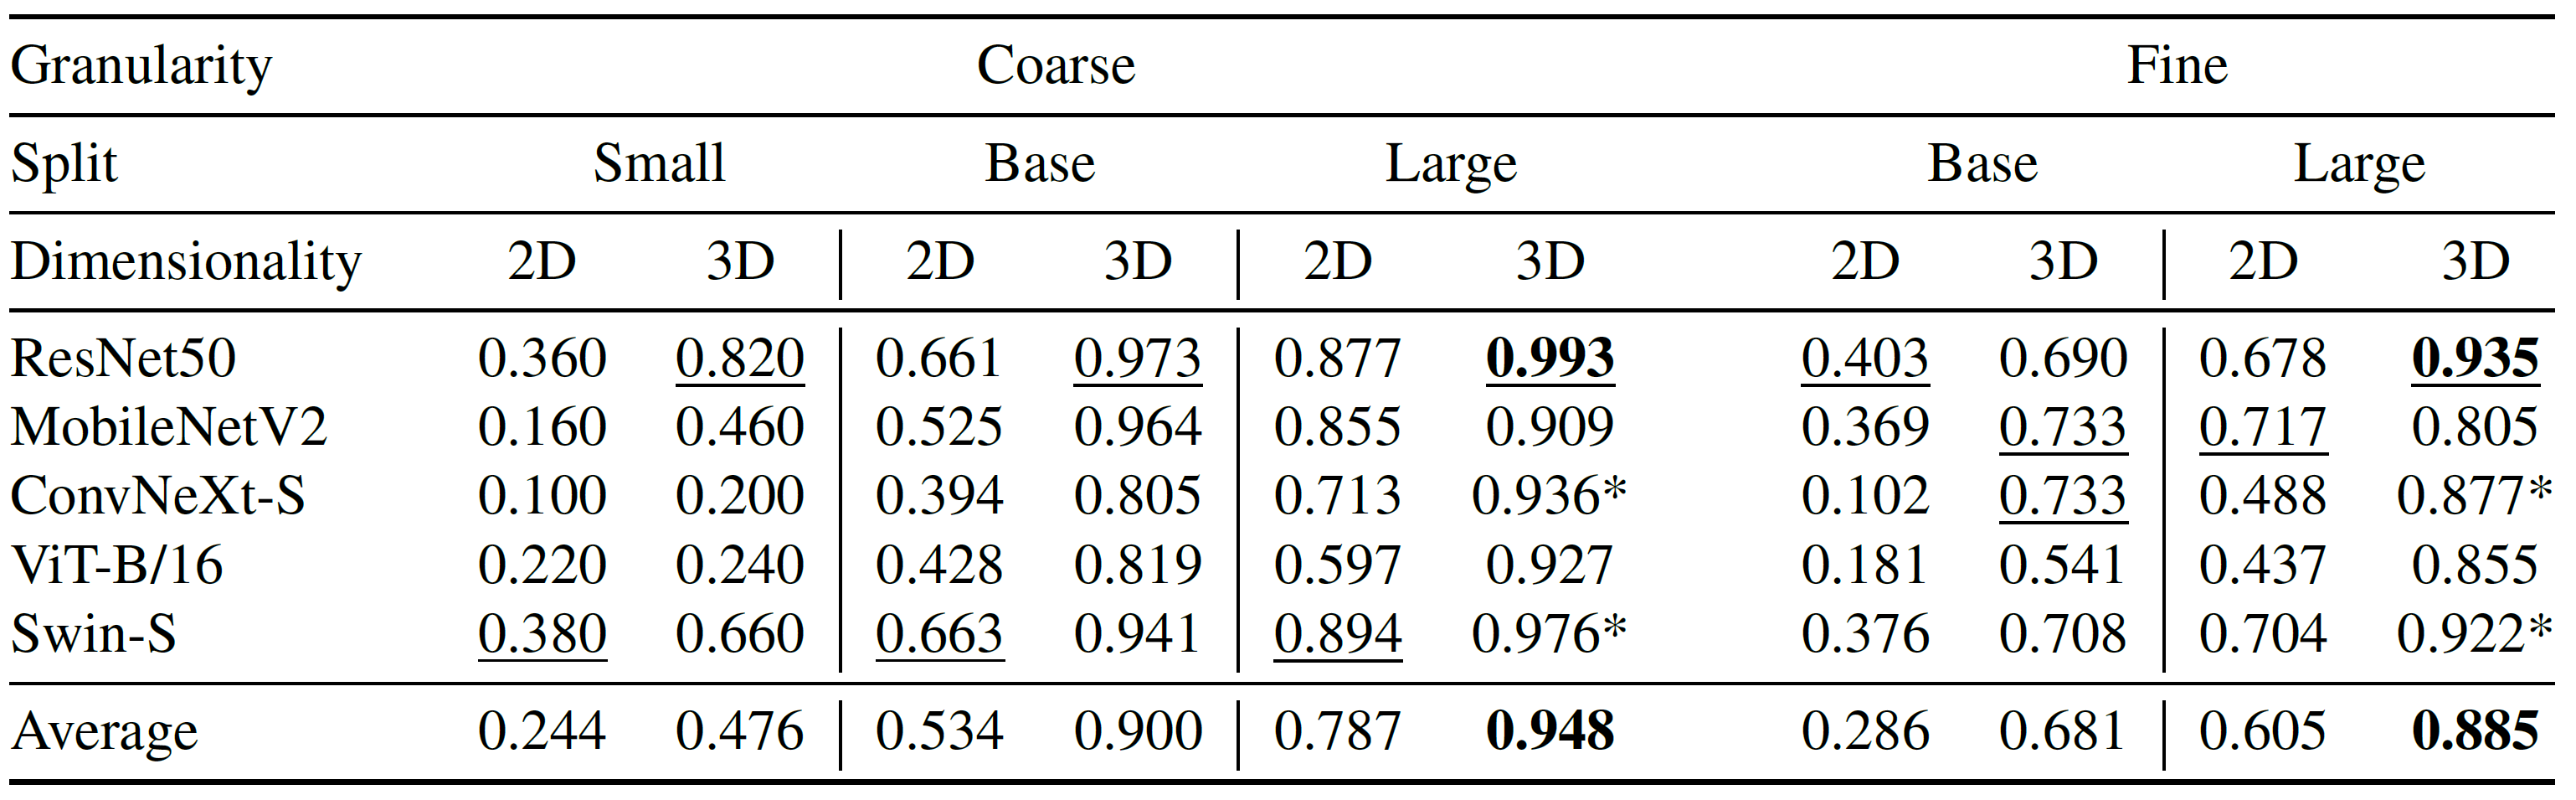 Granularity Coarse Fine
Split Small Base Large Base Large
Dimensionality 2D 3D 2D 3D 2D 3D 2D 3D 2D 3D
ResNet50 0.360 0.820 0.661 0.973 0.877 0.993 0.403 0.690 0.678 0.935
MobileNetV2 0.160 0.460 0.525 0.964 0.855 0.909 0.369 0.733 0.717 0.805
ConvNeXt-S 0.100 0.200 0.394 0.805 0.713 0.936* 0.102 0.733 0.488 0.877*
ViT-B/16 0.220 0.240 0.428 0.819 0.597 0.927 0.181 0.541 0.437 0.855
Swin-S 0.380 0.660 0.663 0.941 0.894 0.976* 0.376 0.708 0.704 0.922*
Average 0.244 0.476 0.534 0.900 0.787 0.948 0.286 0.681 0.605 0.885